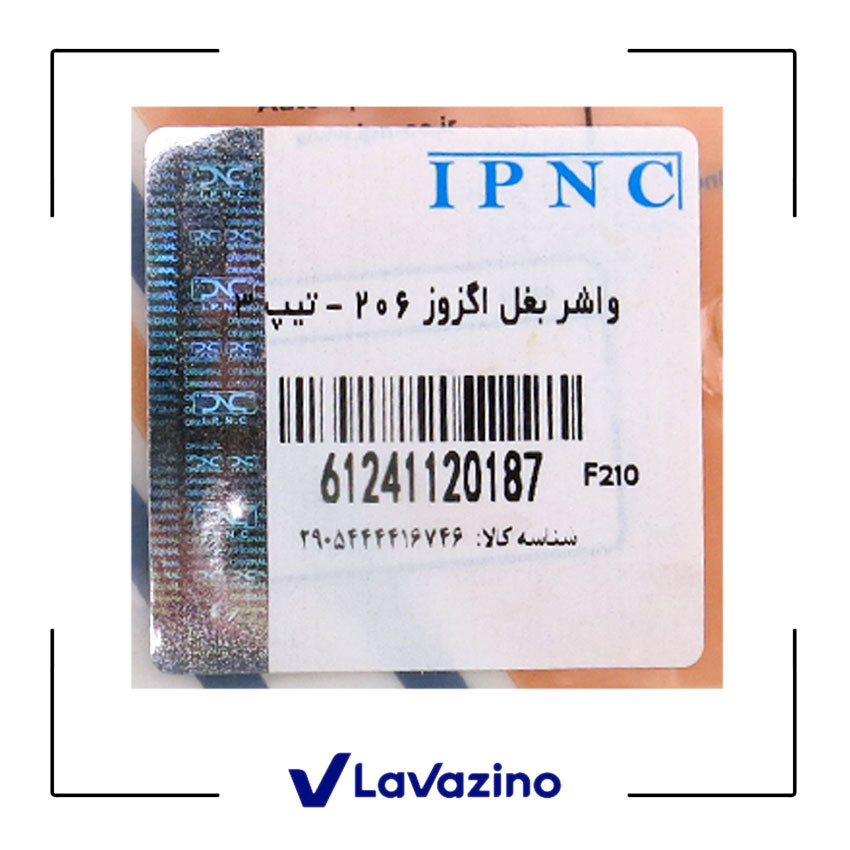 IPNC
واشر بغل اگزوز ۲۰۶ - تیپ ۳
61241120187 F210
شناسه کالا: ۲۹۰۵۴۴۴۴۱۶۷۴۶
LaVazino